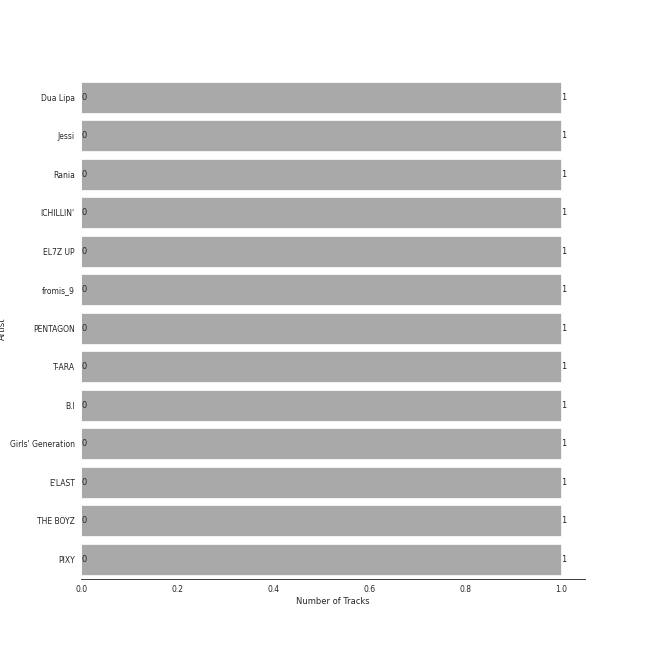 Dua Lipa 0 1
Jessi 0 1
Rania 0 1
ICHILLIN' 0 1
EL7Z UP 0 1
fromis_9 0 1
PENTAGON 0 1
T-ARA 0 1
B.I 0 1
Girls' Generation 0 1
E'LAST 0 1
THE BOYZ 0 1
PIXY 0 1
0.0 0.2 0.4 0.6 0.8 1.0
Number of Tracks
Artist